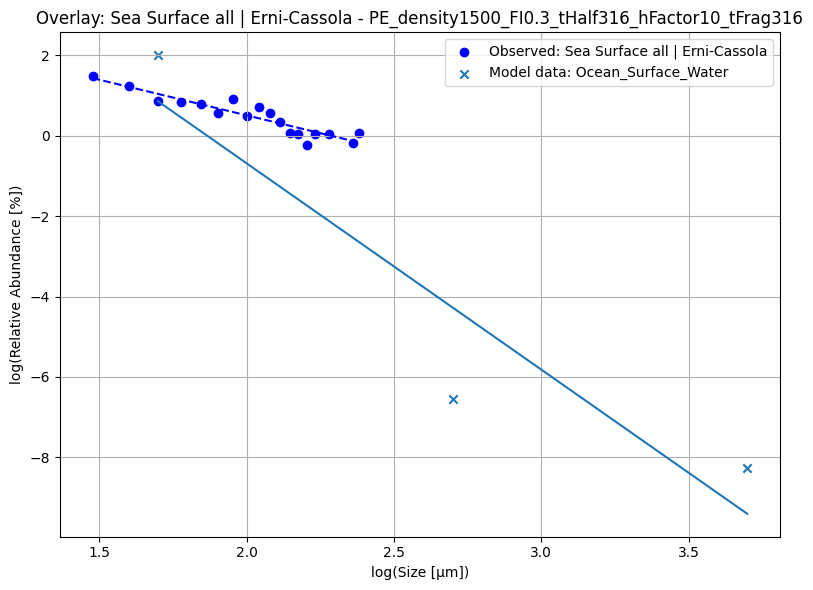 Overlay: Sea Surface all | Erni-Cassola - PE_density1500_FI0.3_tHalf316_hFactor10_tFrag316
Observed: Sea Surface all | Erni-Cassola
Model data: Ocean_Surface_Water
log(Relative Abundance [%])
2
0
−2
−4
−6
−8
1.5
2.0
2.5
3.0
3.5
log(Size [μm])